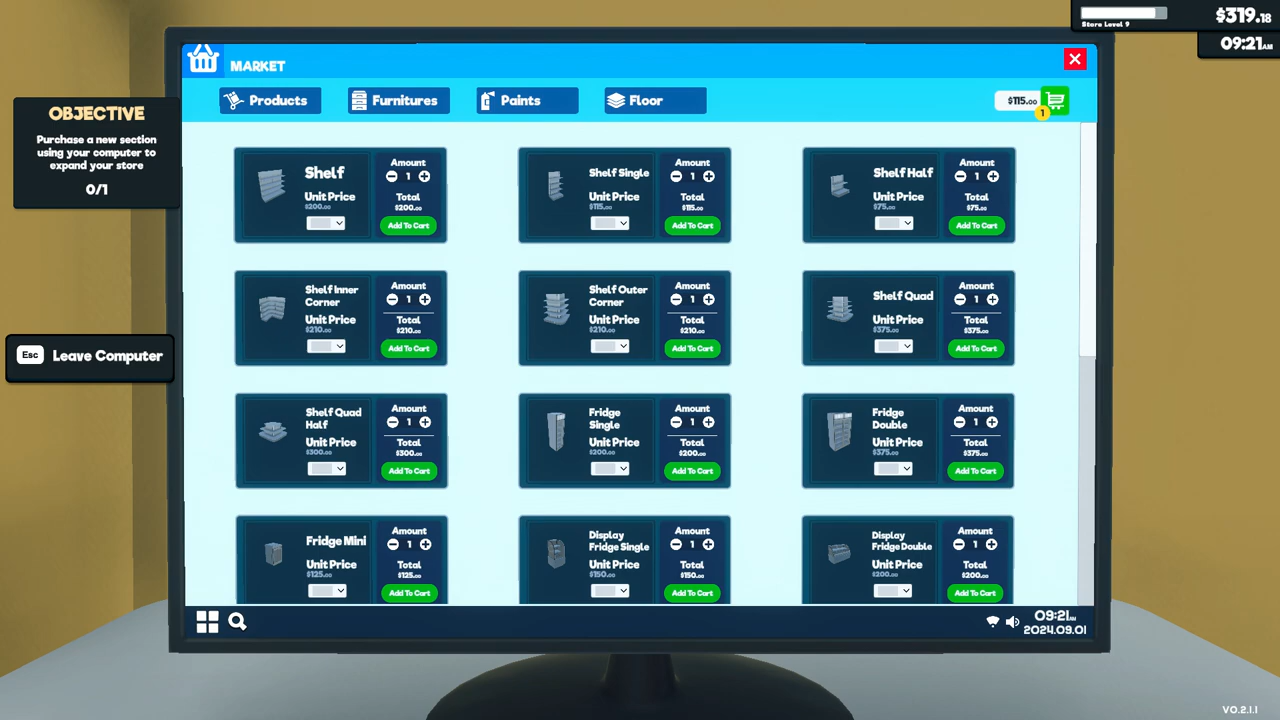 $319.18
Store Level 9
09:21AM
MARKET
Products
Furnitures
Paints
Floor
$115.00
1
OBJECTIVE
Purchase a new section
using your computer to
expand your store
0/1
Esc
Leave Computer
Shelf
Unit Price
$200.00
Amount
1
Total
$200.00
Add To Cart
Shelf Single
Unit Price
$115.00
Amount
1
Total
$115.00
Add To Cart
Shelf Half
Unit Price
$75.00
Amount
1
Total
$75.00
Add To Cart
Shelf Inner
Corner
Unit Price
$210.00
Amount
1
Total
$210.00
Add To Cart
Shelf Outer
Corner
Unit Price
$210.00
Amount
1
Total
$210.00
Add To Cart
Shelf Quad
Unit Price
$375.00
Amount
1
Total
$375.00
Add To Cart
Shelf Quad
Half
Unit Price
$300.00
Amount
1
Total
$300.00
Add To Cart
Fridge
Single
Unit Price
$200.00
Amount
1
Total
$200.00
Add To Cart
Fridge
Double
Unit Price
$375.00
Amount
1
Total
$375.00
Add To Cart
Fridge Mini
Unit Price
$125.00
Amount
1
Total
$125.00
Add To Cart
Display
Fridge Single
Unit Price
$150.00
Amount
1
Total
$150.00
Add To Cart
Display
Fridge Double
Unit Price
$200.00
Amount
1
Total
$200.00
Add To Cart
09:21AM
2024.09.01
V0.2.1.1